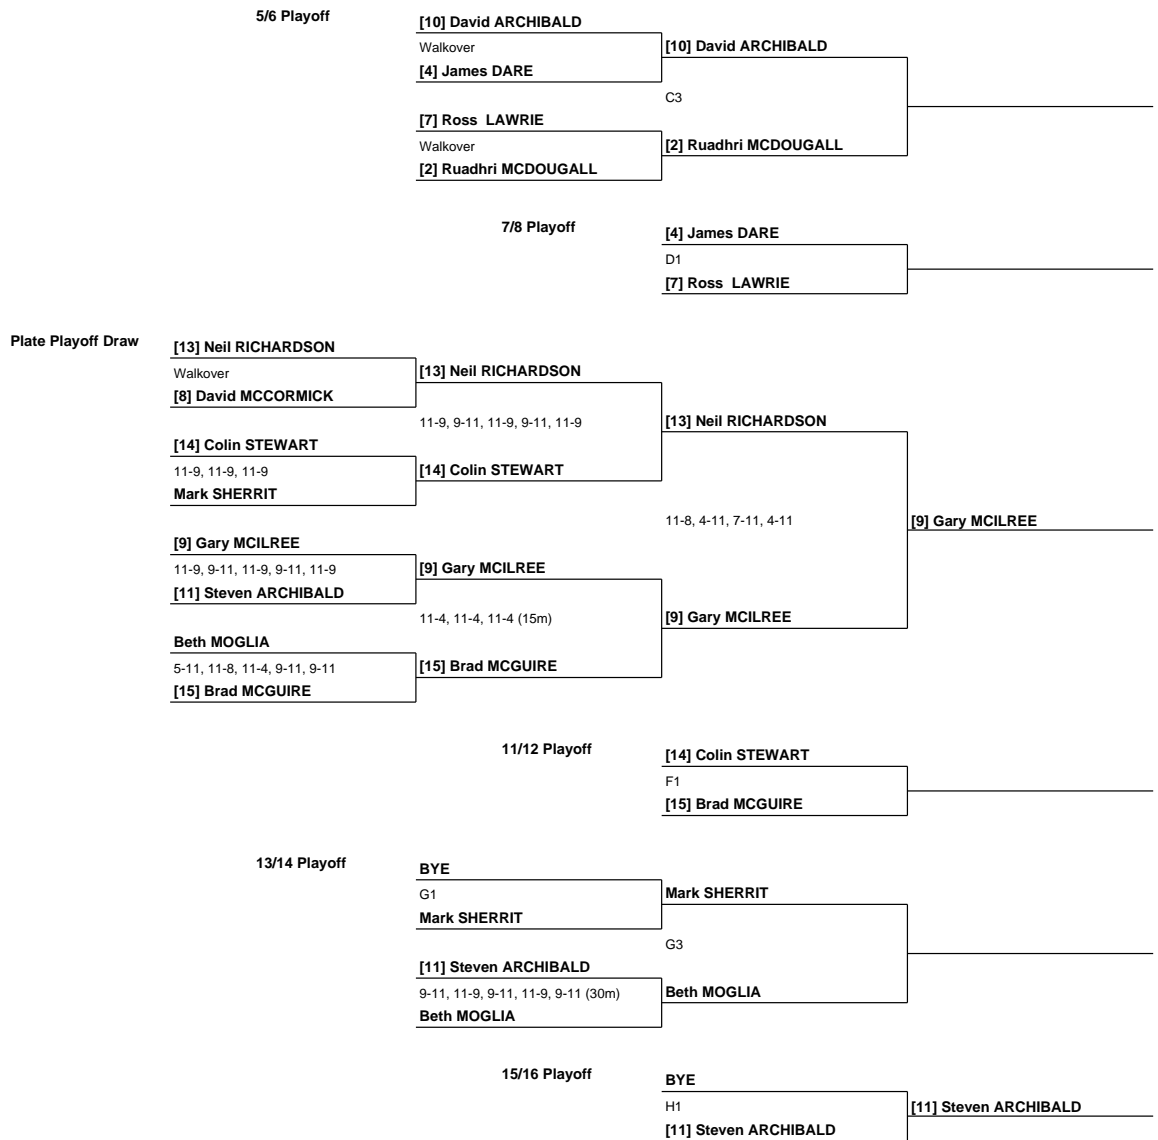 5/6 Playoff
[10] David ARCHIBALD
Walkover
[10] David ARCHIBALD
[4] James DARE
C3
[7] Ross  LAWRIE
Walkover
[2] Ruadhri MCDOUGALL
[2] Ruadhri MCDOUGALL
7/8 Playoff
[4] James DARE
D1
[7] Ross  LAWRIE
Plate Playoff Draw
[13] Neil RICHARDSON
Walkover
[13] Neil RICHARDSON
[8] David MCCORMICK
11-9, 9-11, 11-9, 9-11, 11-9
[13] Neil RICHARDSON
[14] Colin STEWART
11-9, 11-9, 11-9
[14] Colin STEWART
Mark SHERRIT
11-8, 4-11, 7-11, 4-11
[9] Gary MCILREE
[9] Gary MCILREE
11-9, 9-11, 11-9, 9-11, 11-9
[9] Gary MCILREE
[11] Steven ARCHIBALD
11-4, 11-4, 11-4 (15m)
[9] Gary MCILREE
Beth MOGLIA
5-11, 11-8, 11-4, 9-11, 9-11
[15] Brad MCGUIRE
[15] Brad MCGUIRE
11/12 Playoff
[14] Colin STEWART
F1
[15] Brad MCGUIRE
13/14 Playoff
BYE
G1
Mark SHERRIT
Mark SHERRIT
G3
[11] Steven ARCHIBALD
9-11, 11-9, 9-11, 11-9, 9-11 (30m)
Beth MOGLIA
Beth MOGLIA
15/16 Playoff
BYE
H1
[11] Steven ARCHIBALD
[11] Steven ARCHIBALD